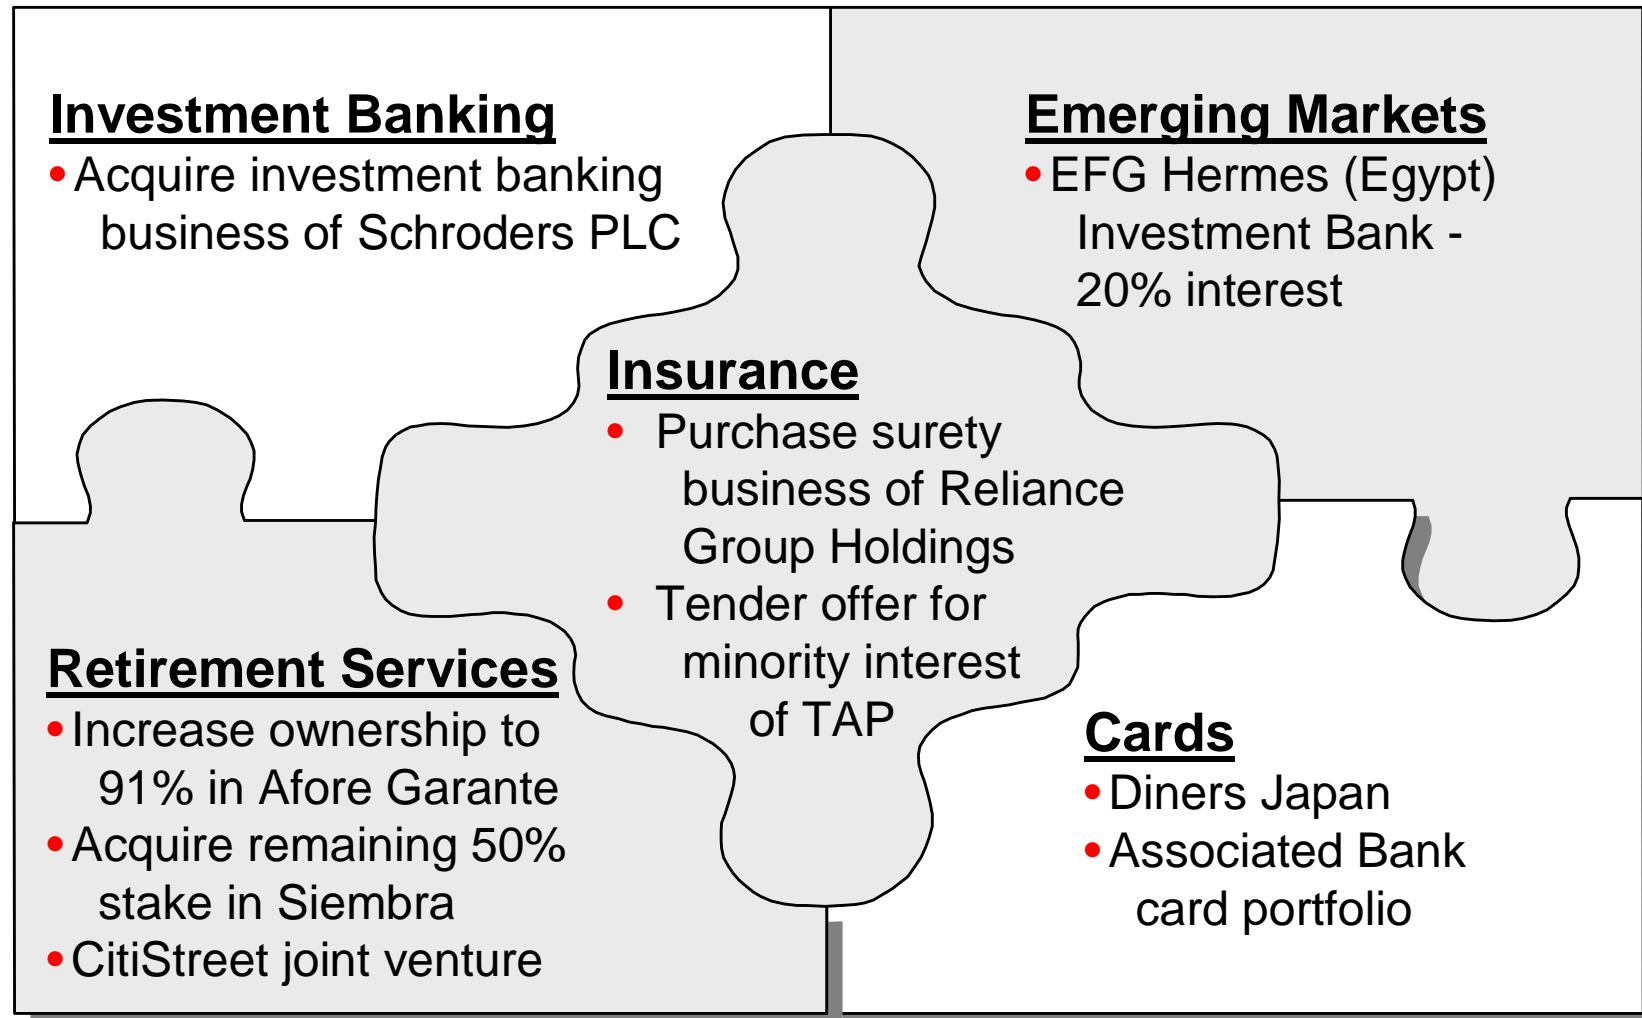 Investment Banking
• Acquire investment banking
business of Schroders PLC
Emerging Markets
• EFG Hermes (Egypt)
Investment Bank -
20% interest
Insurance
• Purchase surety
business of Reliance
Group Holdings
• Tender offer for
minority interest
of TAP
Retirement Services
• Increase ownership to
91% in Afore Garante
• Acquire remaining 50%
stake in Siembra
• CitiStreet joint venture
Cards
• Diners Japan
• Associated Bank
card portfolio